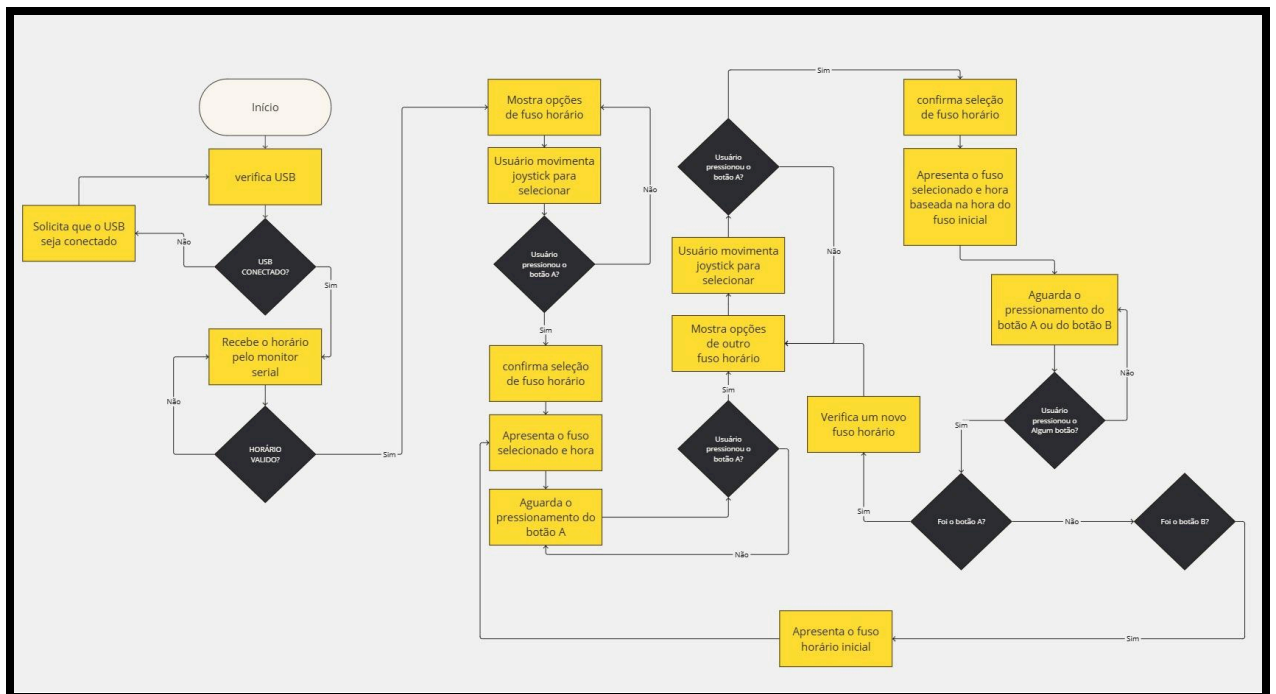 Início
verifica USB
Solicita que o USB
seja conectado
Não
USB
CONECTADO?
Sim
Recebe o horário
pelo monitor
serial
Não
HORÁRIO
VALIDO?
Sim
Mostra opções
de fuso horário
Usuário movimenta
joystick para
selecionar
Não
Usuário
pressionou o
botão A?
Sim
confirma seleção
de fuso horário
Apresenta o fuso
selecionado e hora
Aguarda o
pressionamento do
botão A
Não
Usuário
pressionou o
botão A?
Sim
Mostra opções
de outro
fuso horário
Usuário movimenta
joystick para
selecionar
Usuário
pressionou o
botão A?
Não
Sim
confirma seleção
de fuso horário
Apresenta o fuso
selecionado e hora
baseada na hora do
fuso inicial
Aguarda o
pressionamento do
botão A ou do botão B
Não
Usuário
pressionou o
Algum botão?
Sim
Foi o botão A?
Sim
Verifica um novo
fuso horário
Não
Foi o botão B?
Sim
Apresenta o fuso
horário inicial